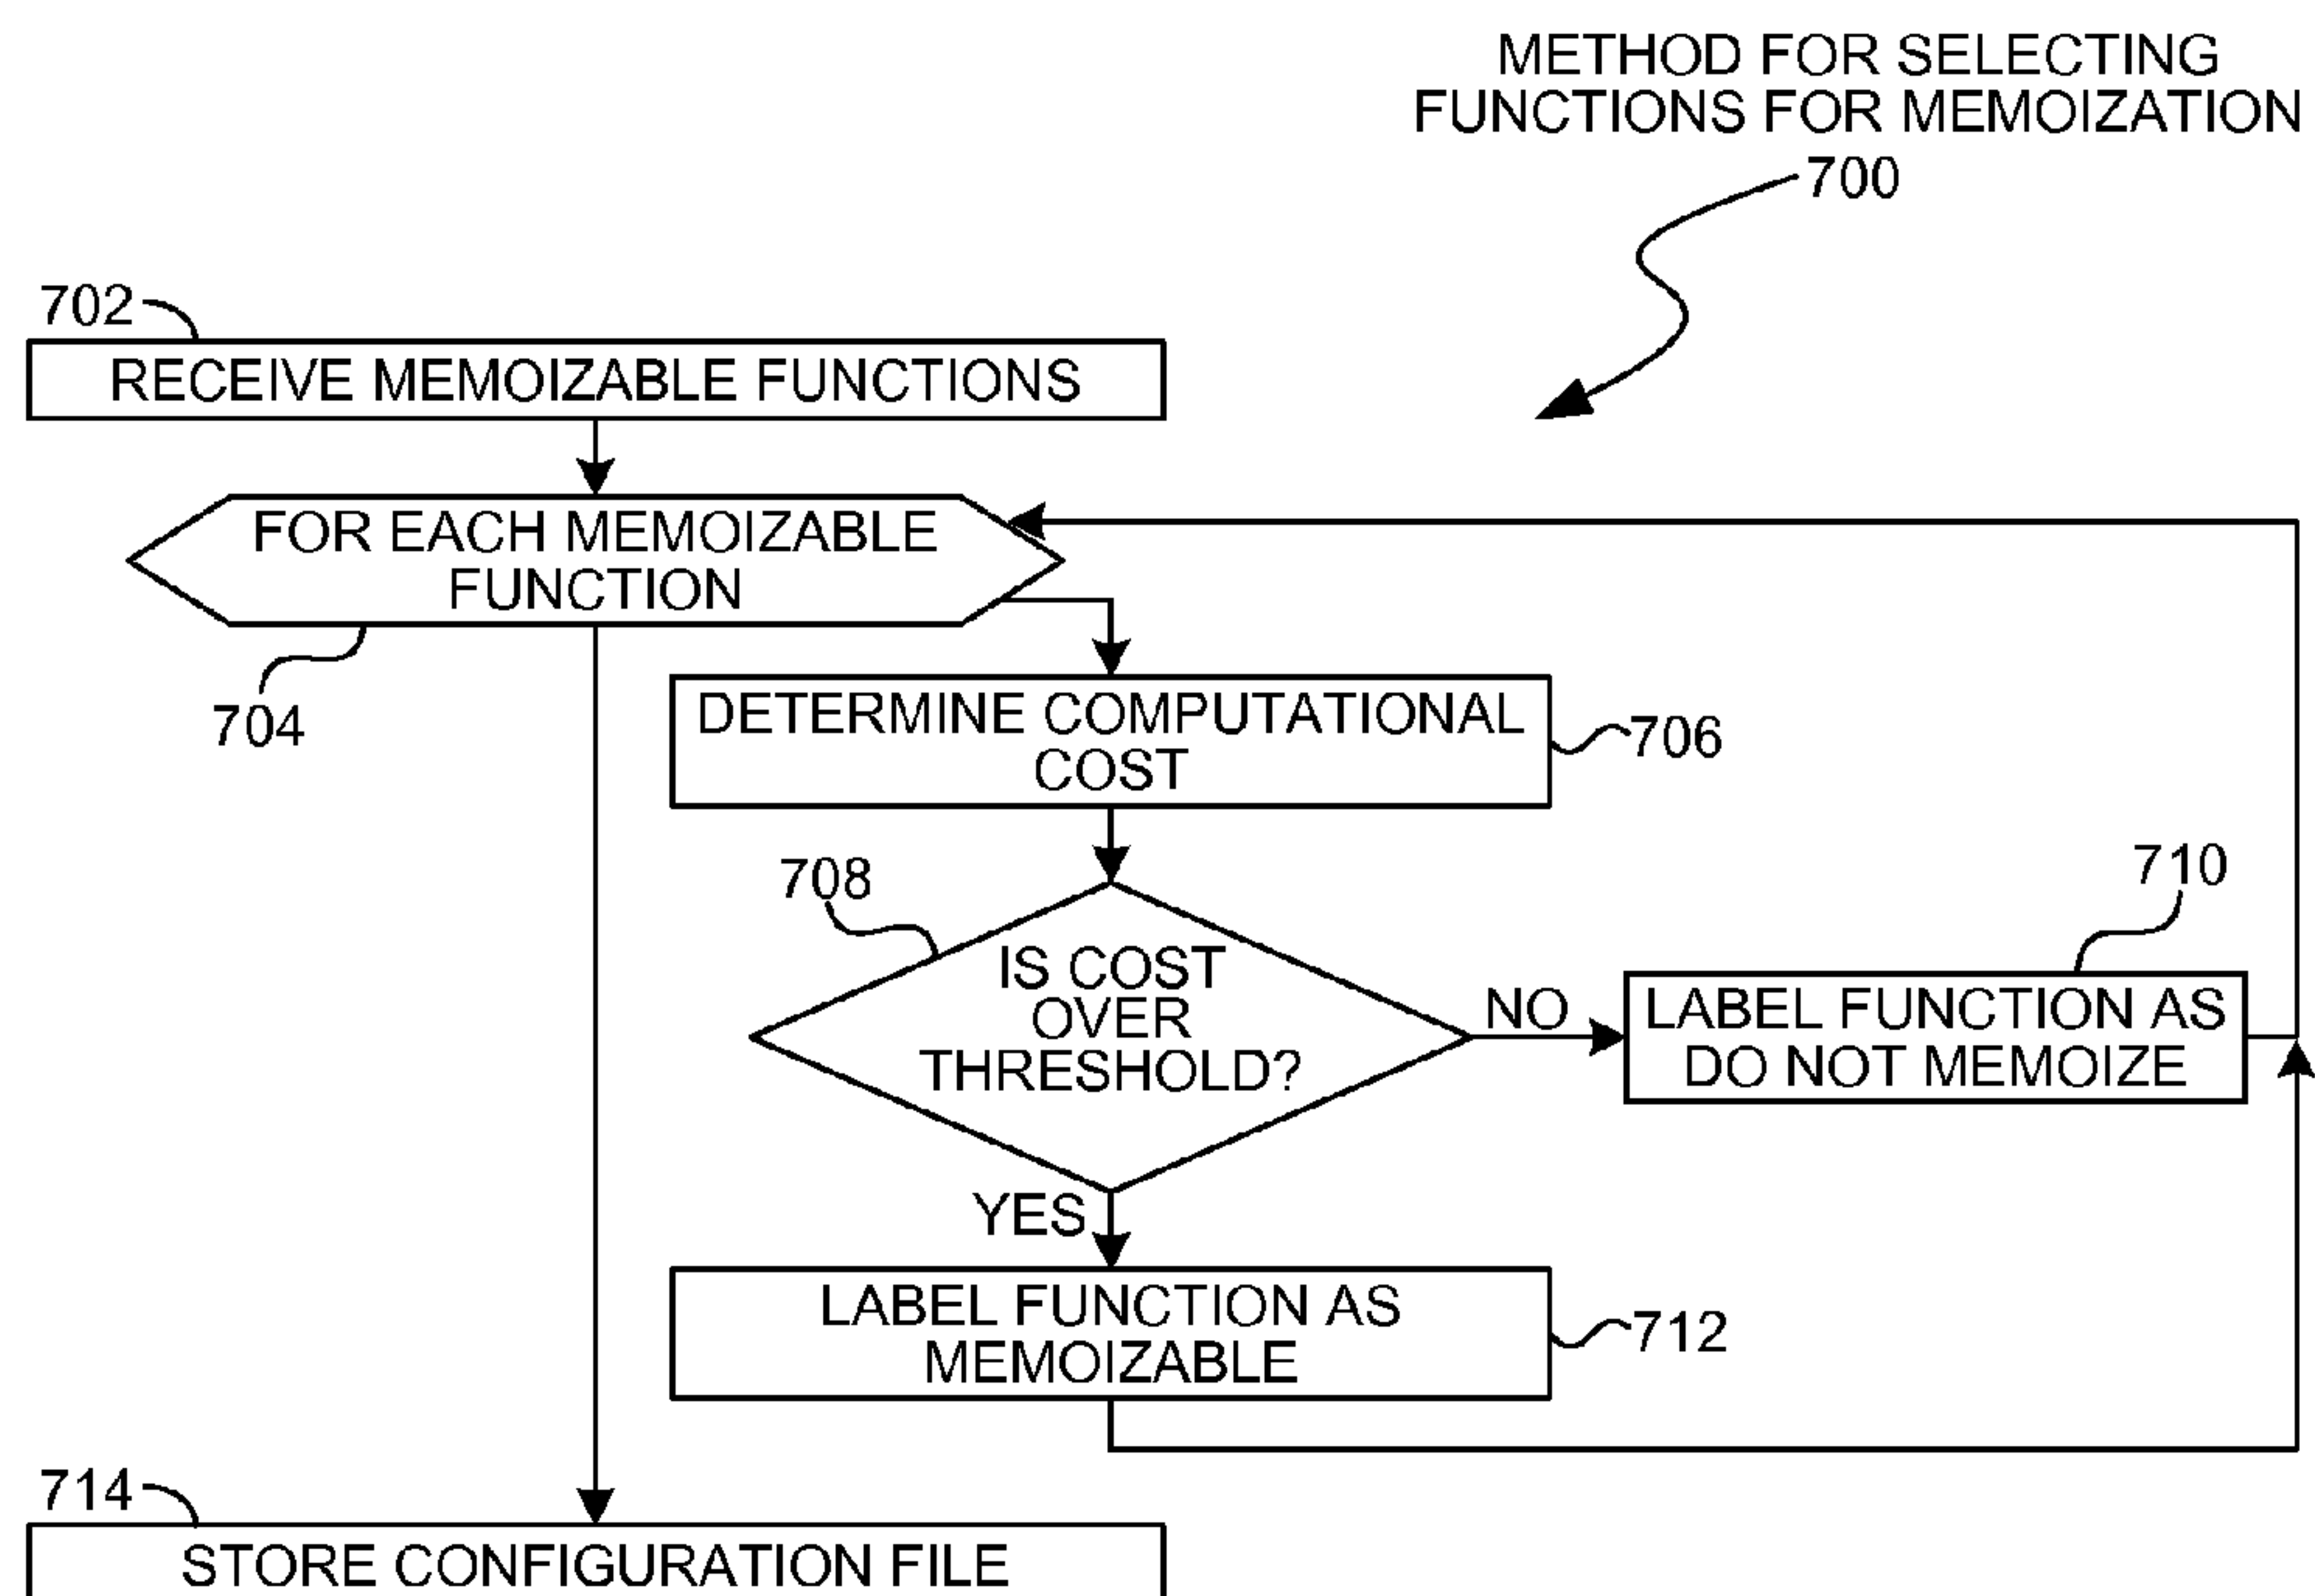 METHOD FOR SELECTING
FUNCTIONS FOR MEMOIZATION
700
702
RECEIVE MEMOIZABLE FUNCTIONS
FOR EACH MEMOIZABLE
FUNCTION
704
DETERMINE COMPUTATIONAL
COST
706
708
IS COST
OVER
THRESHOLD?
NO
710
LABEL FUNCTION AS
DO NOT MEMOIZE
YES
LABEL FUNCTION AS
MEMOIZABLE
712
714
STORE CONFIGURATION FILE